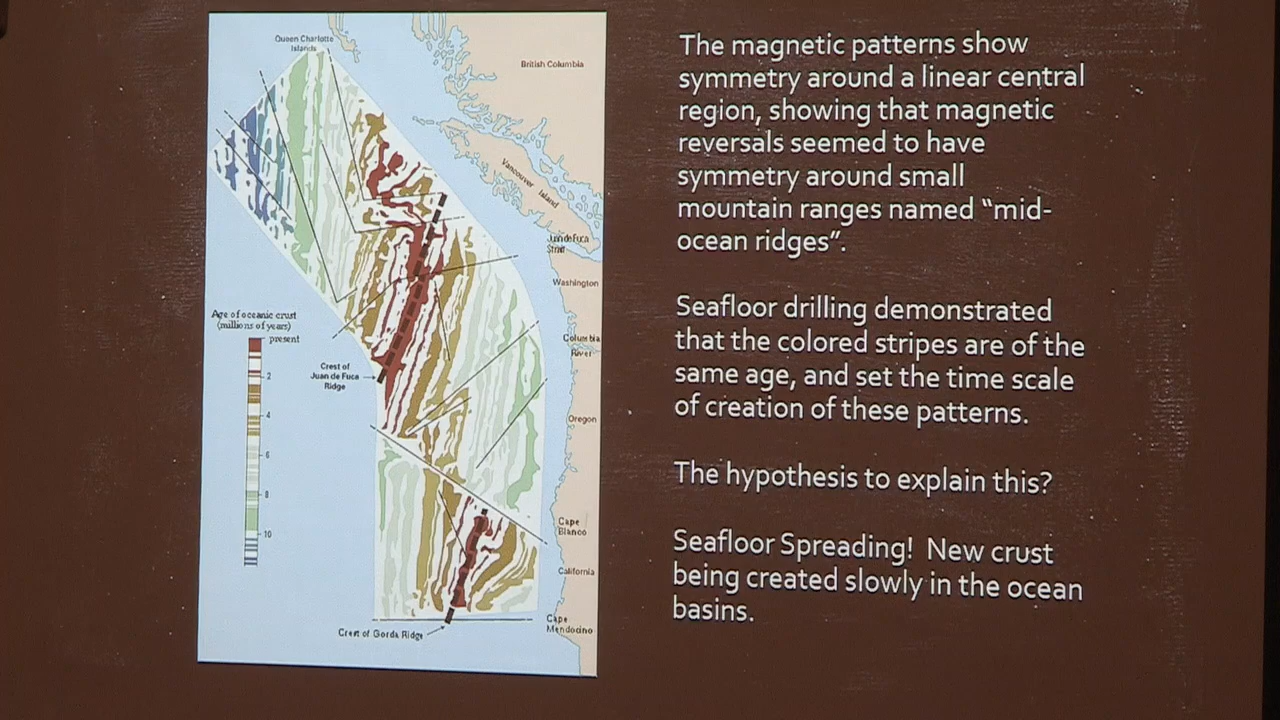 Queen Charlotte
Islands
British Columbia
Vancouver Island
Juan de Fuca
Strait
Washington
Age of oceanic crust
(millions of years)
present
2
4
6
8
10
Columbia
River
Crest of
Juan de Fuca
Ridge
Oregon
Cape
Blanco
California
Cape
Mendocino
Crest of Gorda Ridge
The magnetic patterns show
symmetry around a linear central
region, showing that magnetic
reversals seemed to have
symmetry around small
mountain ranges named “mid-
ocean ridges”.
Seafloor drilling demonstrated
that the colored stripes are of the
same age, and set the time scale
of creation of these patterns.
The hypothesis to explain this?
Seafloor Spreading! New crust
being created slowly in the ocean
basins.